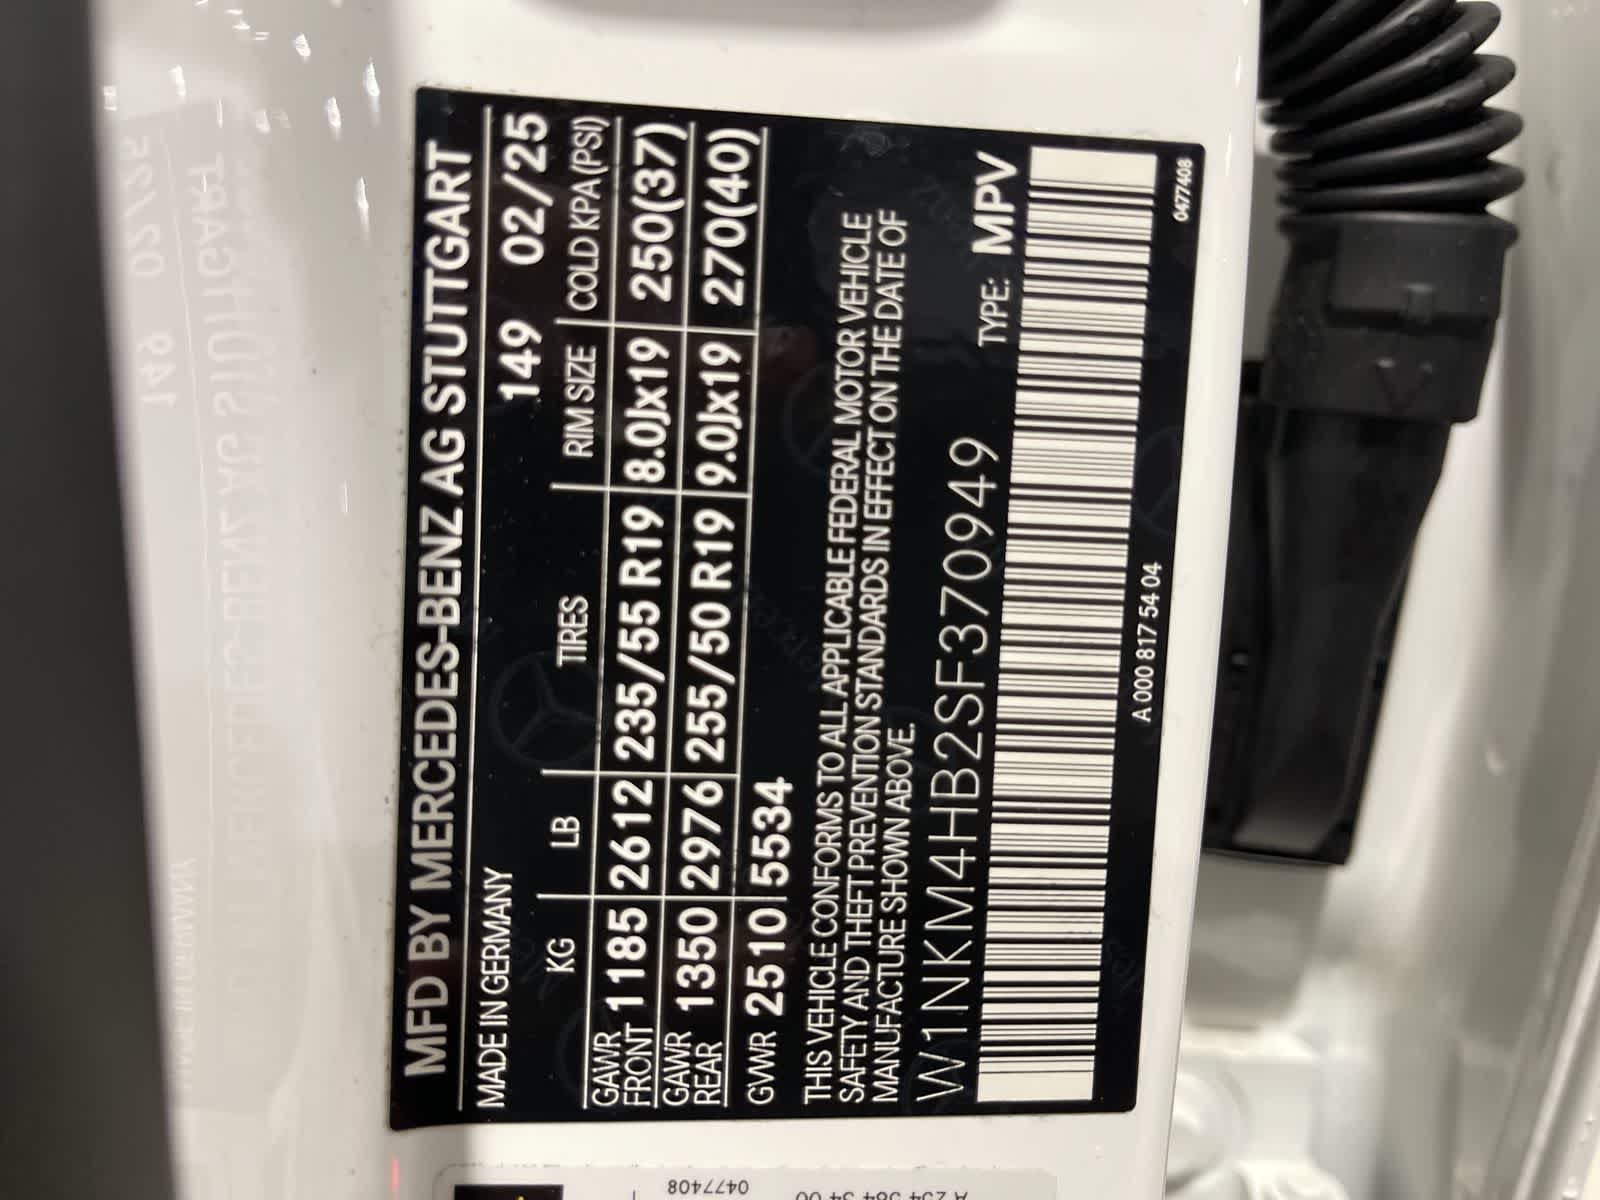 MFD BY MERCEDES-BENZ AG STUTTGART
MADE IN GERMANY 149 02/25
KG LB TIRES RIM SIZE COLD KPA (PSI)
GAWR FRONT 1185 2612 235/55 R19 8.0Jx19 250(37)
GAWR REAR 1350 2976 255/50 R19 9.0Jx19 270(40)
GVWR 2510 5534
THIS VEHICLE CONFORMS TO ALL APPLICABLE FEDERAL MOTOR VEHICLE
SAFETY AND THEFT PREVENTION STANDARDS IN EFFECT ON THE DATE OF
MANUFACTURE SHOWN ABOVE.
TYPE: MPV
W1NKM4HB2SF370949
A 000 817 54 04
0477408
0477408